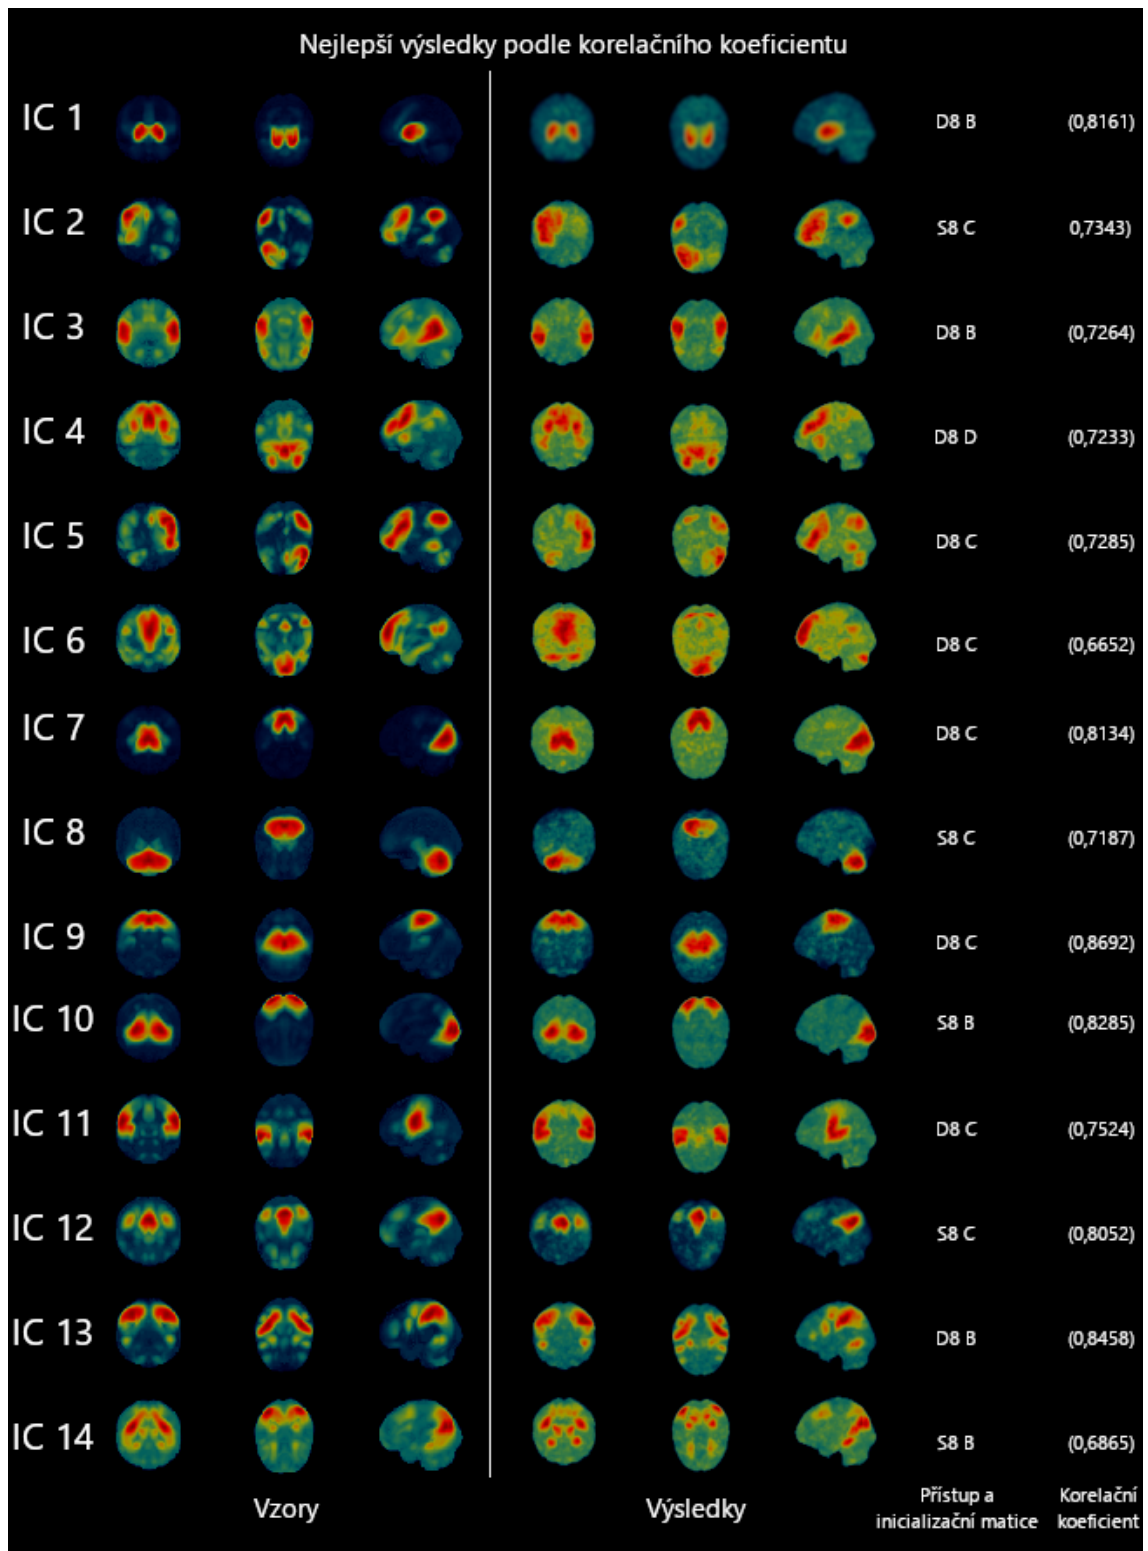 Nejlepší výsledky podle korelačního koeficientu
IC 1 D8 B (0,8161)
IC 2 S8 C 0,7343)
IC 3 D8 B (0,7264)
IC 4 D8 D (0,7233)
IC 5 D8 C (0,7285)
IC 6 D8 C (0,6652)
IC 7 D8 C (0,8134)
IC 8 S8 C (0,7187)
IC 9 D8 C (0,8692)
IC 10 S8 B (0,8285)
IC 11 D8 C (0,7524)
IC 12 S8 C (0,8052)
IC 13 D8 B (0,8458)
IC 14 S8 B (0,6865)
Vzory
Výsledky
Přístup a
inicializační matice
Korelační
koeficient